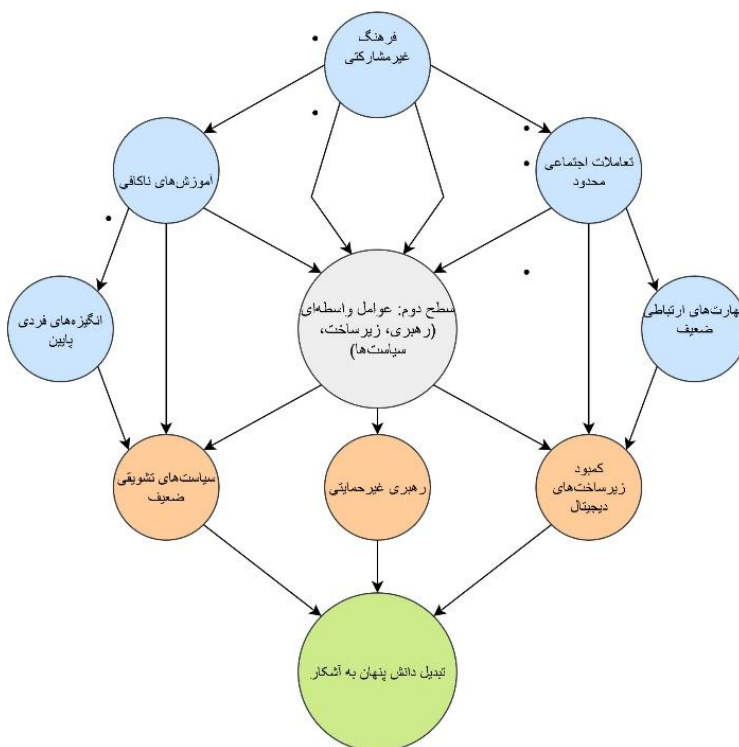 فرهنگ
غیرمشارکتی
تعاملات اجتماعی
محدود
آموزش‌های ناکافی
سطح دوم: عوامل واسطه‌ای
(رهبری، زیرساخت،
سیاست‌ها)
مهارت‌های ارتباطی
ضعیف
انگیزه‌های فردی
پایین
کمبود
زیرساخت‌های
دیجیتال
رهبری غیرحمایتی
سیاست‌های تشویقی
ضعیف
تبدیل دانش پنهان به آشکار